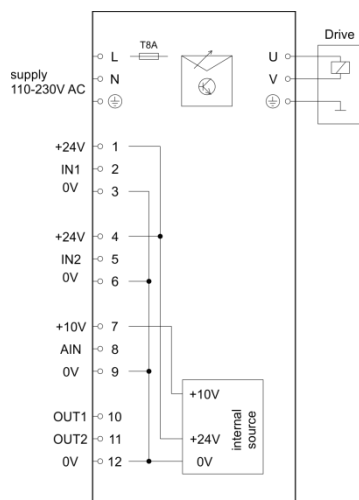 Drive
L T8A U
N V
supply
110-230V AC
+24V 1
IN1 2
0V 3
+24V 4
IN2 5
0V 6
+10V 7
AIN 8
0V 9
+10V
OUT1 10
OUT2 11 +24V
0V 12 0V
internal
source